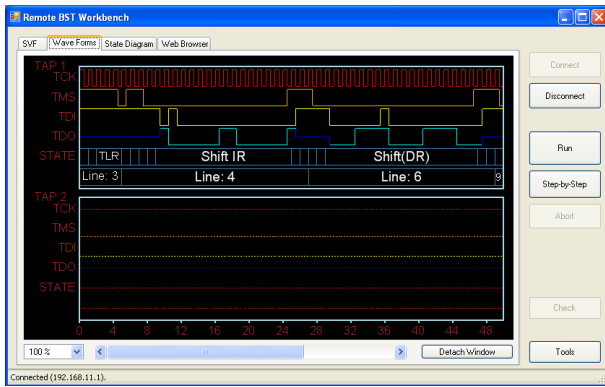 Remote BST Workbench
SVF Wave Forms State Diagram Web Browser
TAP 1
TCK
TMS
TDI
TDO
STATE TLR Shift IR Shift(DR)
Line: 3 Line: 4 Line: 6 9
TAP 2
TCK
TMS
TDI
TDO
STATE
0 4 8 12 16 20 24 28 32 36 40 44 48
100 % Detach Window
Connect
Disconnect
Run
Step-by-Step
Abort
Check
Tools
Connected (192.168.11.1).